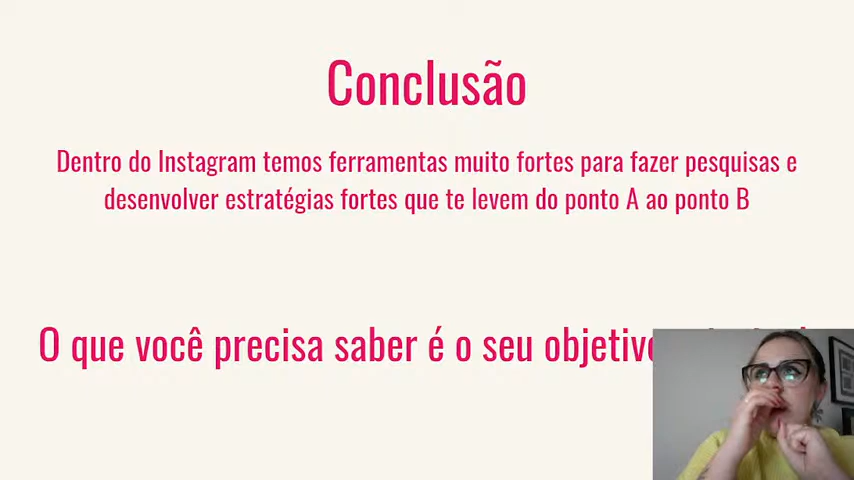 Conclusão
Dentro do Instagram temos ferramentas muito fortes para fazer pesquisas e
desenvolver estratégias fortes que te levem do ponto A ao ponto B
O que você precisa saber é o seu objetivo